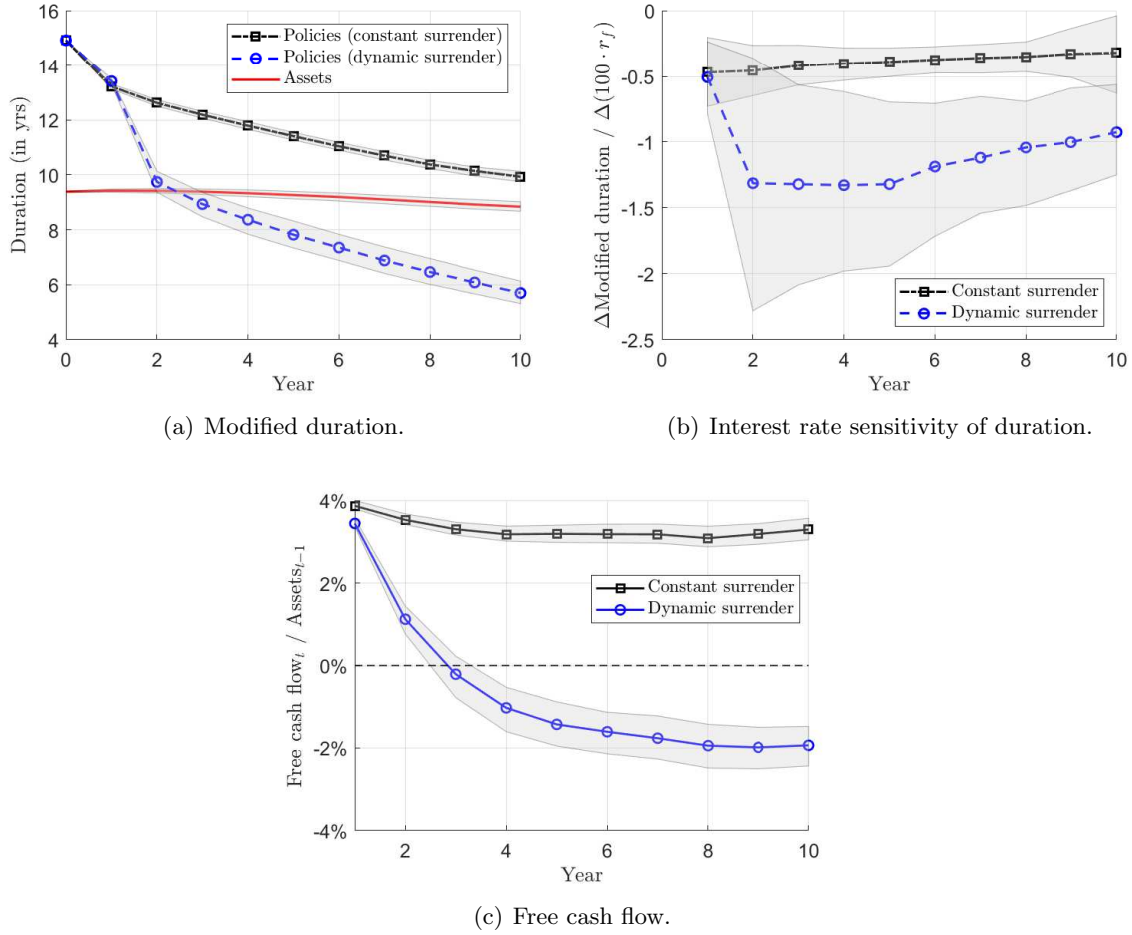 16
14
12
10
8
6
4
0
2
4
6
8
10
Duration (in yrs)
Year
Policies (constant surrender)
Policies (dynamic surrender)
Assets
(a) Modified duration.
0
-0.5
-1
-1.5
-2
-2.5
0
2
4
6
8
10
ΔModified duration / Δ(100 · r_f)
Year
Constant surrender
Dynamic surrender
(b) Interest rate sensitivity of duration.
4%
2%
0%
-2%
-4%
2
4
6
8
10
Free cash flow_t / Assets_{t−1}
Year
Constant surrender
Dynamic surrender
(c) Free cash flow.